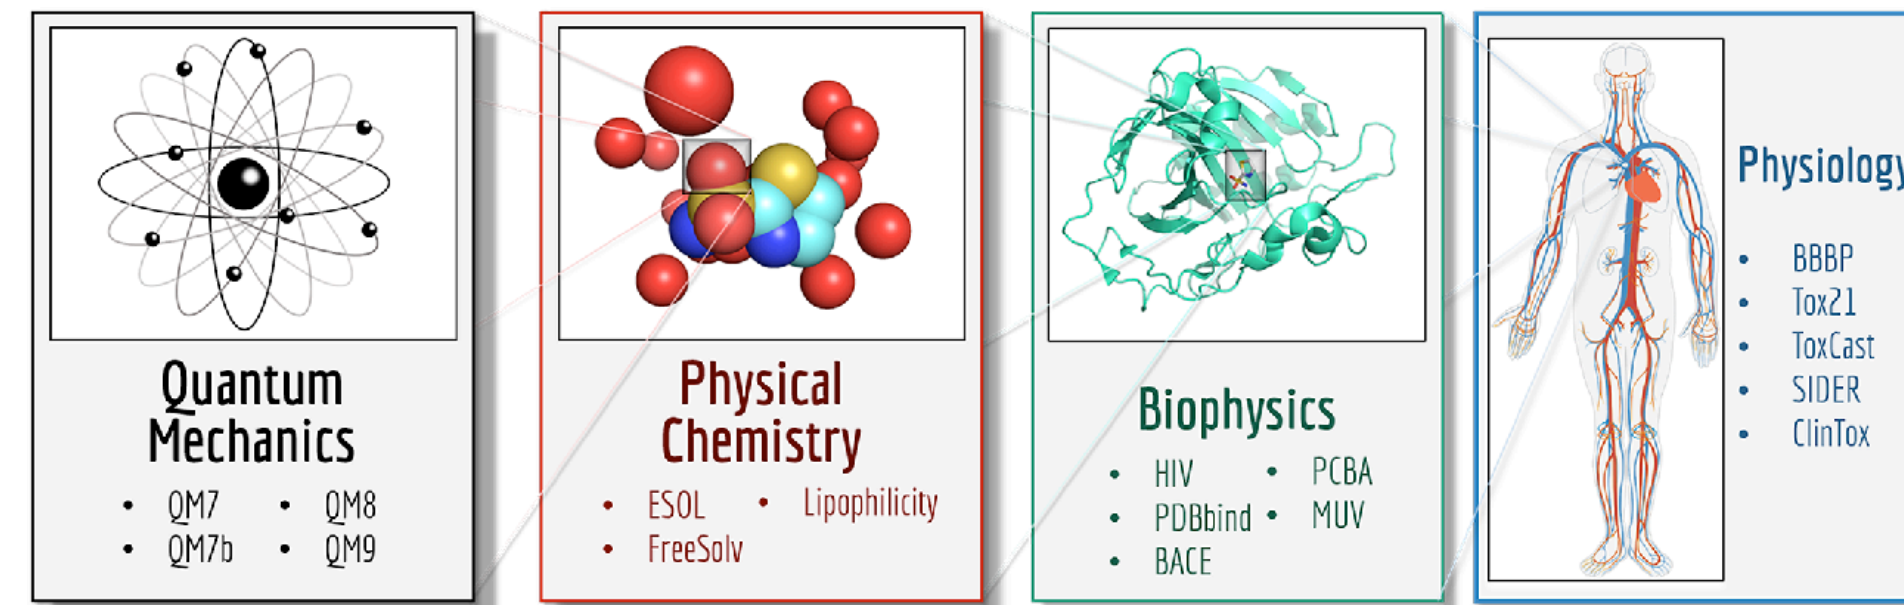 Quantum
Mechanics
• QM7 • QM8
• QM7b • QM9
Physical
Chemistry
• ESOL • Lipophilicity
• FreeSolv
Biophysics
• HIV • PCBA
• PDBbind • MUV
• BACE
Physiology
• BBBP
• Tox21
• ToxCast
• SIDER
• ClinTox